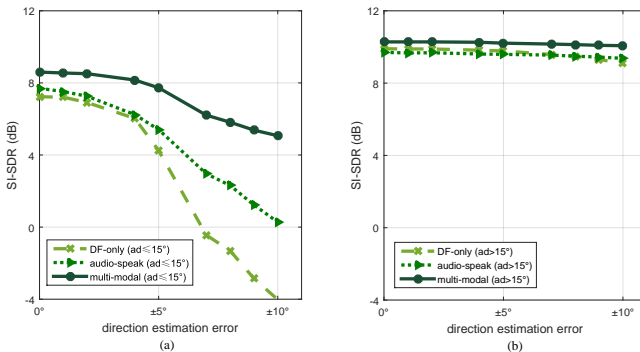 12
8
4
0
-4
SI-SDR (dB)
DF-only (ad⩽15°)
audio-speak (ad⩽15°)
multi-modal (ad⩽15°)
0°
±5°
±10°
direction estimation error
(a)
12
8
4
0
-4
SI-SDR (dB)
DF-only (ad>15°)
audio-speak (ad>15°)
multi-modal (ad>15°)
0°
±5°
±10°
direction estimation error
(b)